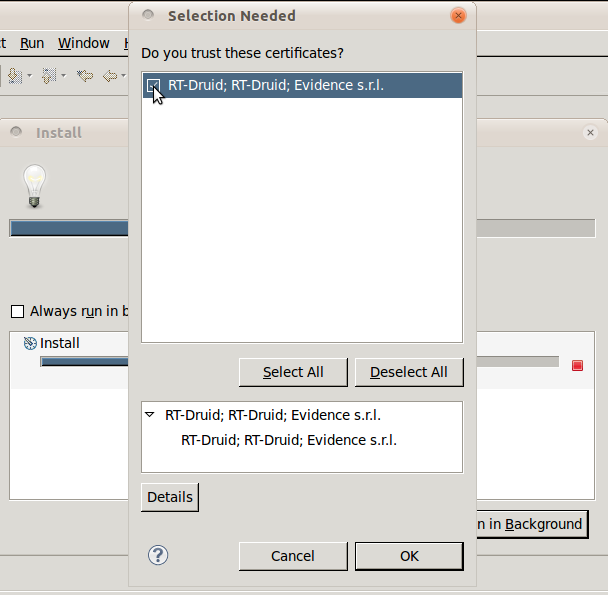 Selection Needed
t Run Window
Do you trust these certificates?
RT-Druid; RT-Druid; Evidence s.r.l.
Install
Always run in b
Install
Select All Deselect All
RT-Druid; RT-Druid; Evidence s.r.l.
RT-Druid; RT-Druid; Evidence s.r.l.
Details
n in Background
? Cancel OK